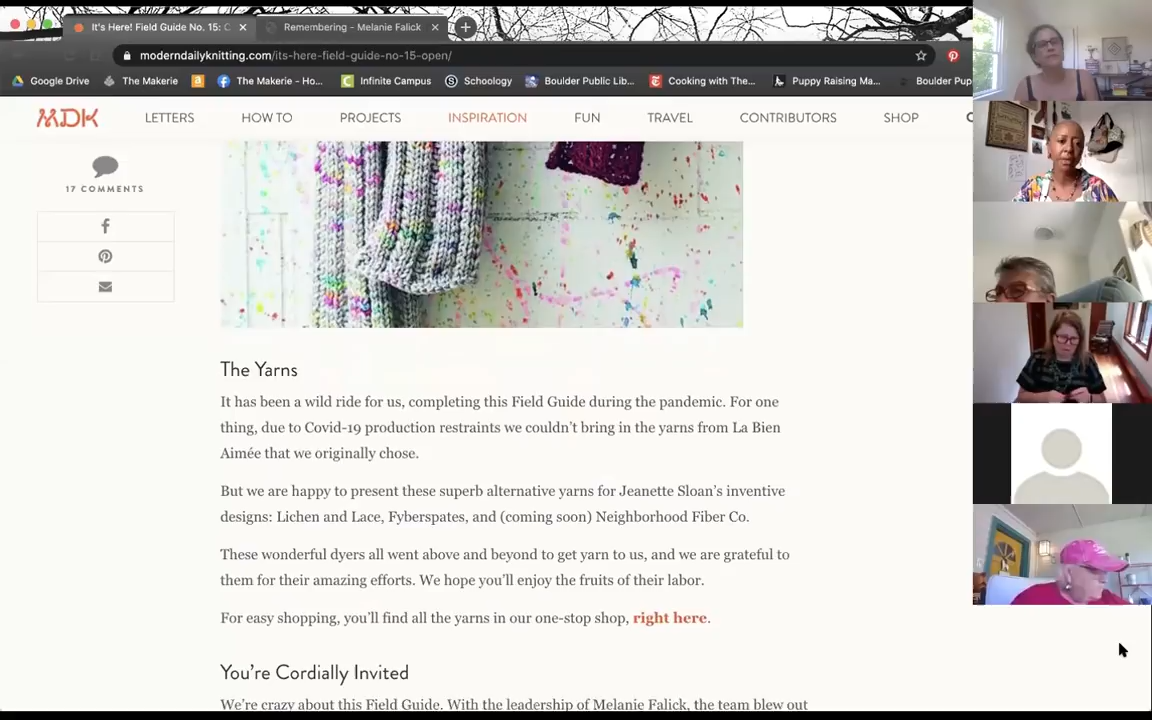 It's Here! Field Guide No. 15: C
Remembering - Melanie Falick
moderndailyknitting.com/its-here-field-guide-no-15-open/
Google Drive
The Makerie
The Makerie - Ho...
Infinite Campus
Schoology
Boulder Public Lib...
Cooking with The...
Puppy Raising Ma...
Boulder Pup
MDK
LETTERS
HOW TO
PROJECTS
INSPIRATION
FUN
TRAVEL
CONTRIBUTORS
SHOP
17 COMMENTS
The Yarns
It has been a wild ride for us, completing this Field Guide during the pandemic. For one
thing, due to Covid-19 production restraints we couldn't bring in the yarns from La Bien
Aimée that we originally chose.
But we are happy to present these superb alternative yarns for Jeanette Sloan's inventive
designs: Lichen and Lace, Fyberspates, and (coming soon) Neighborhood Fiber Co.
These wonderful dyers all went above and beyond to get yarn to us, and we are grateful to
them for their amazing efforts. We hope you'll enjoy the fruits of their labor.
For easy shopping, you'll find all the yarns in our one-stop shop, right here.
You're Cordially Invited
We're crazy about this Field Guide. With the leadership of Melanie Falick, the team blew out